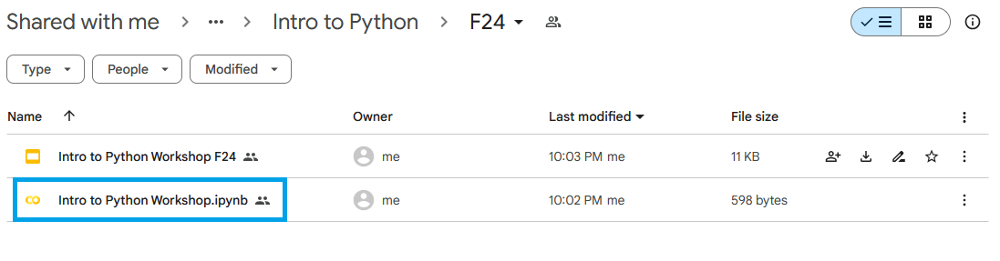 Shared with me > ... > Intro to Python > F24
Type People Modified
Name Owner Last modified File size
Intro to Python Workshop F24 me 10:03 PM me 11 KB
Intro to Python Workshop.ipynb me 10:02 PM me 598 bytes